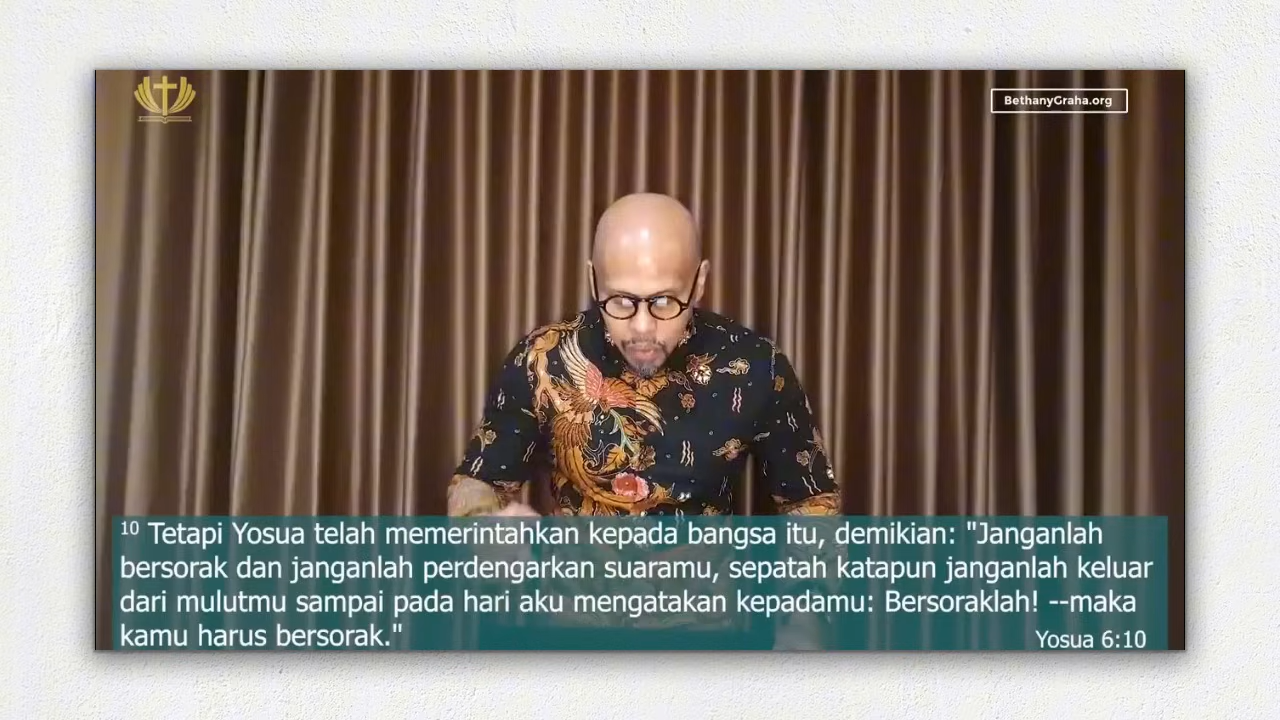 BethanyGraha.org
10 Tetapi Yosua telah memerintahkan kepada bangsa itu, demikian: "Janganlah
bersorak dan janganlah perdengarkan suaramu, sepatah katapun janganlah keluar
dari mulutmu sampai pada hari aku mengatakan kepadamu: Bersoraklah! --maka
kamu harus bersorak."
Yosua 6:10